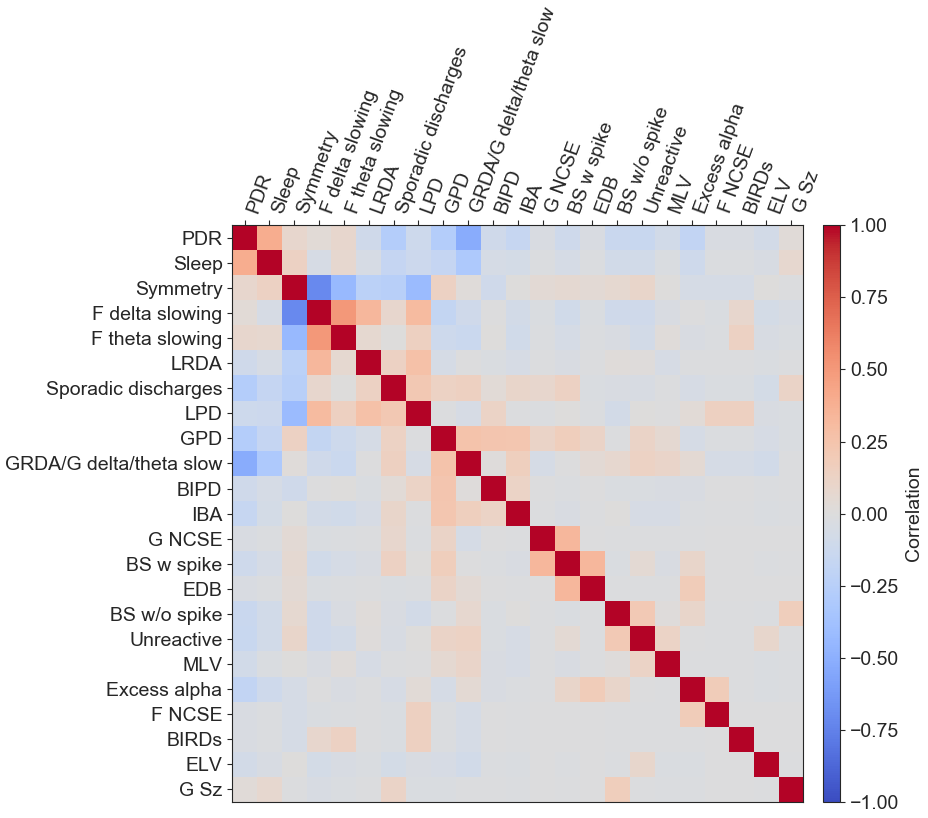 PDR
Sleep
Symmetry
F delta slowing
F theta slowing
LRDA
Sporadic discharges
LPD
GPD
GRDA/G delta/theta slow
BIPD
IBA
G NCSE
BS w spike
EDB
BS w/o spike
Unreactive
MLV
Excess alpha
F NCSE
BIRDs
ELV
G Sz
PDR
Sleep
Symmetry
F delta slowing
F theta slowing
LRDA
Sporadic discharges
LPD
GPD
GRDA/G delta/theta slow
BIPD
IBA
G NCSE
BS w spike
EDB
BS w/o spike
Unreactive
MLV
Excess alpha
F NCSE
BIRDs
ELV
G Sz
1.00
0.75
0.50
0.25
0.00
−0.25
−0.50
−0.75
−1.00
Correlation